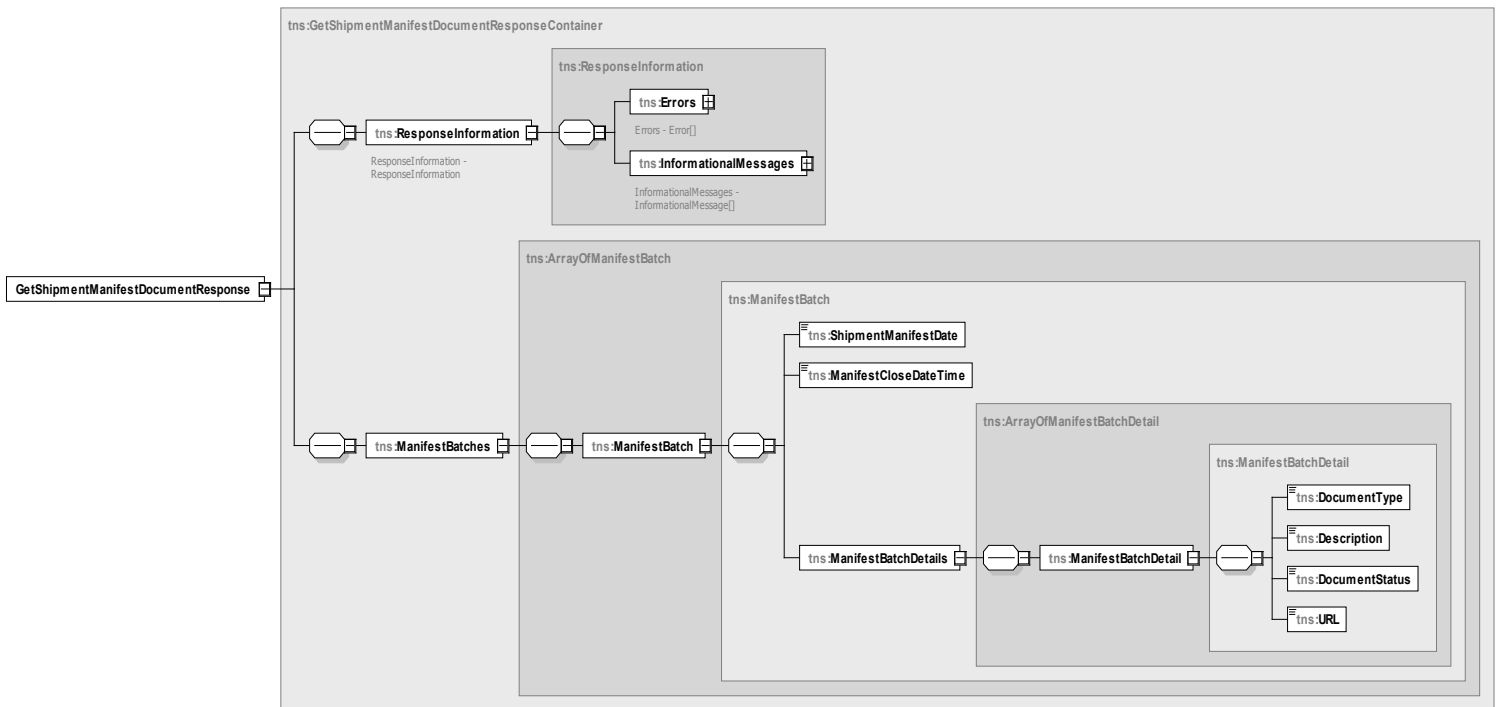 tns:GetShipmentManifestDocumentResponseContainer
tns:ResponseInformation
tns:Errors
Errors - Error[]
tns:ResponseInformation
ResponseInformation -
ResponseInformation
tns:InformationalMessages
InformationalMessages -
InformationalMessage[]
tns:ArrayOfManifestBatch
GetShipmentManifestDocumentResponse
tns:ManifestBatch
tns:ShipmentManifestDate
tns:ManifestCloseDateTime
tns:ArrayOfManifestBatchDetail
tns:ManifestBatches
tns:ManifestBatch
tns:ManifestBatchDetail
tns:DocumentType
tns:Description
tns:ManifestBatchDetails
tns:ManifestBatchDetail
tns:DocumentStatus
tns:URL